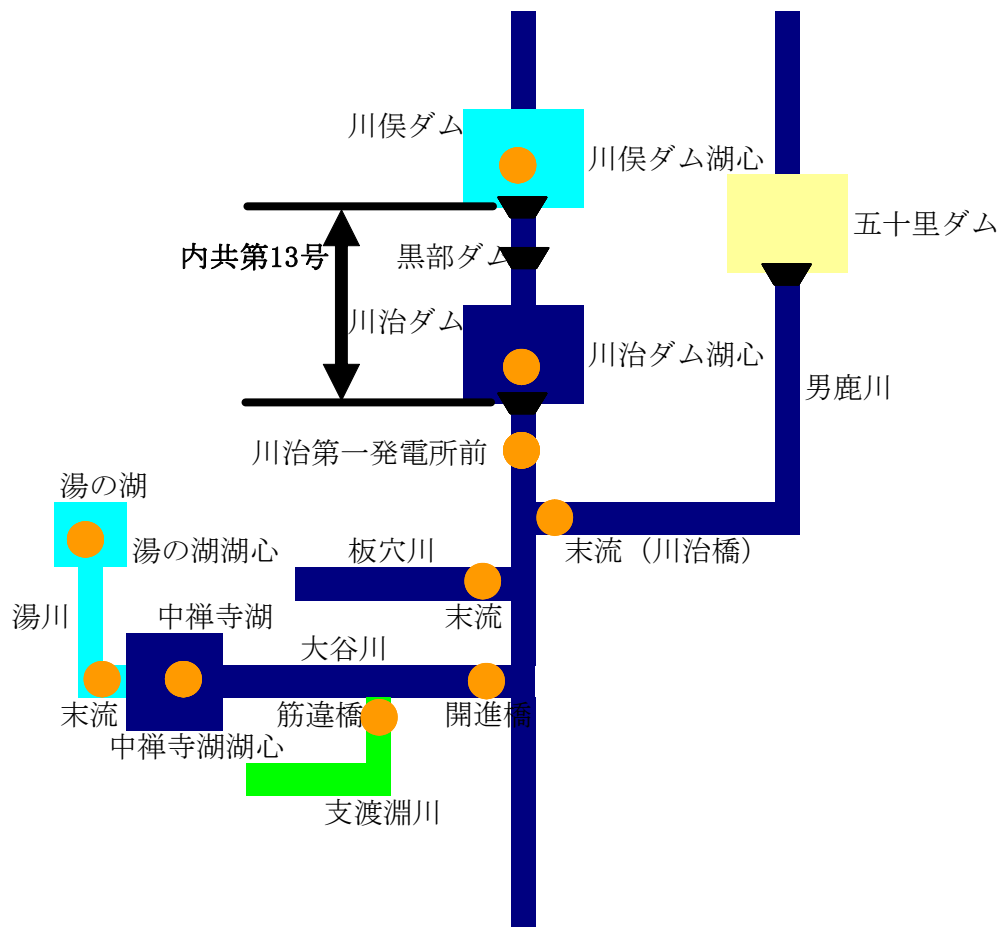 川俣ダム
川俣ダム湖心
五十里ダム
内共第13号
黒部ダム
川治ダム
川治ダム湖心
男鹿川
川治第一発電所前
湯の湖
湯の湖湖心
板穴川
末流（川治橋）
湯川
中禅寺湖
末流
大谷川
末流
筋違橋
開進橋
中禅寺湖湖心
支渡淵川